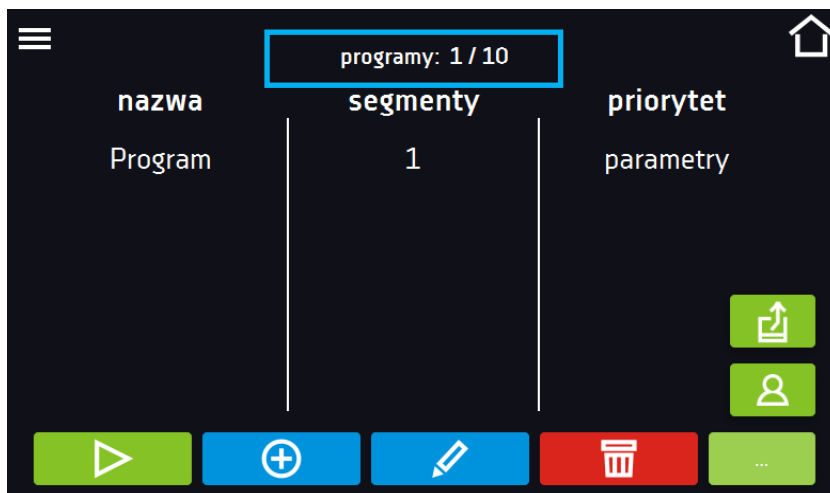 programy: 1 / 10
nazwa segmenty priorytet
Program 1 parametry
...